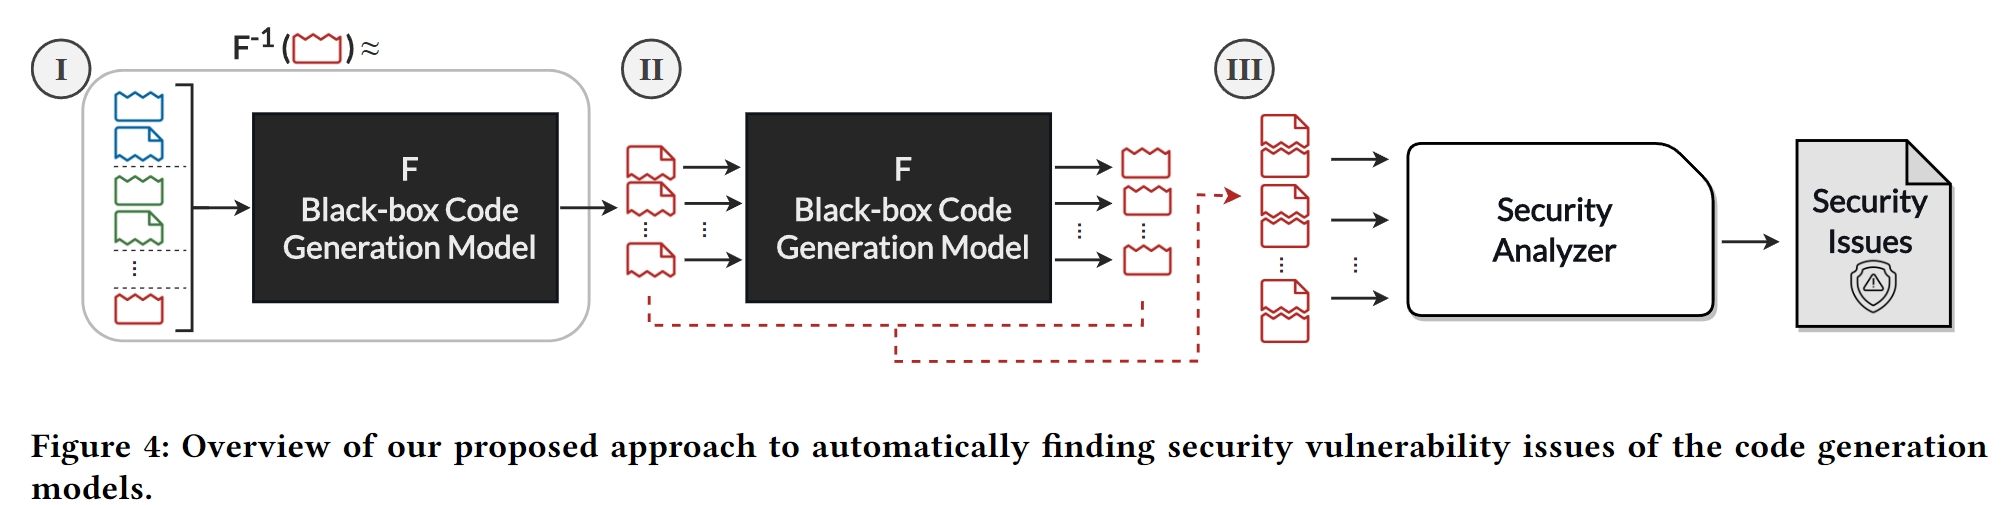 I
F-1 ( ) ≈
II
III
F
Black-box Code
Generation Model
F
Black-box Code
Generation Model
Security
Analyzer
Security
Issues
Figure 4: Overview of our proposed approach to automatically finding security vulnerability issues of the code generation
models.